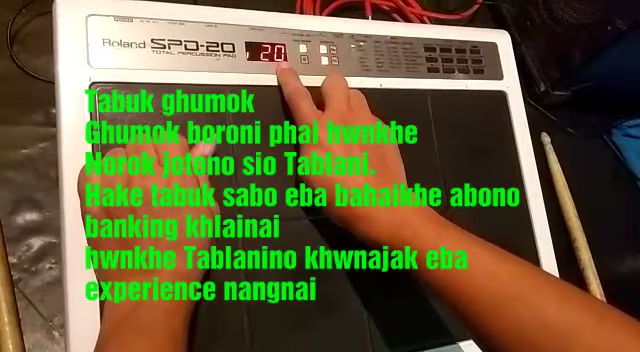 Roland SPD-20
TOTAL PERCUSSION PAD
20
Tabuk ghumok
Ghumok boroni phai hwnkhe
Norok jotono sio Tablani.
Hake tabuk sabo eba bahaikhe abono
banking khlainai
hwnkhe Tablanino khwnajak eba
experience nangnai